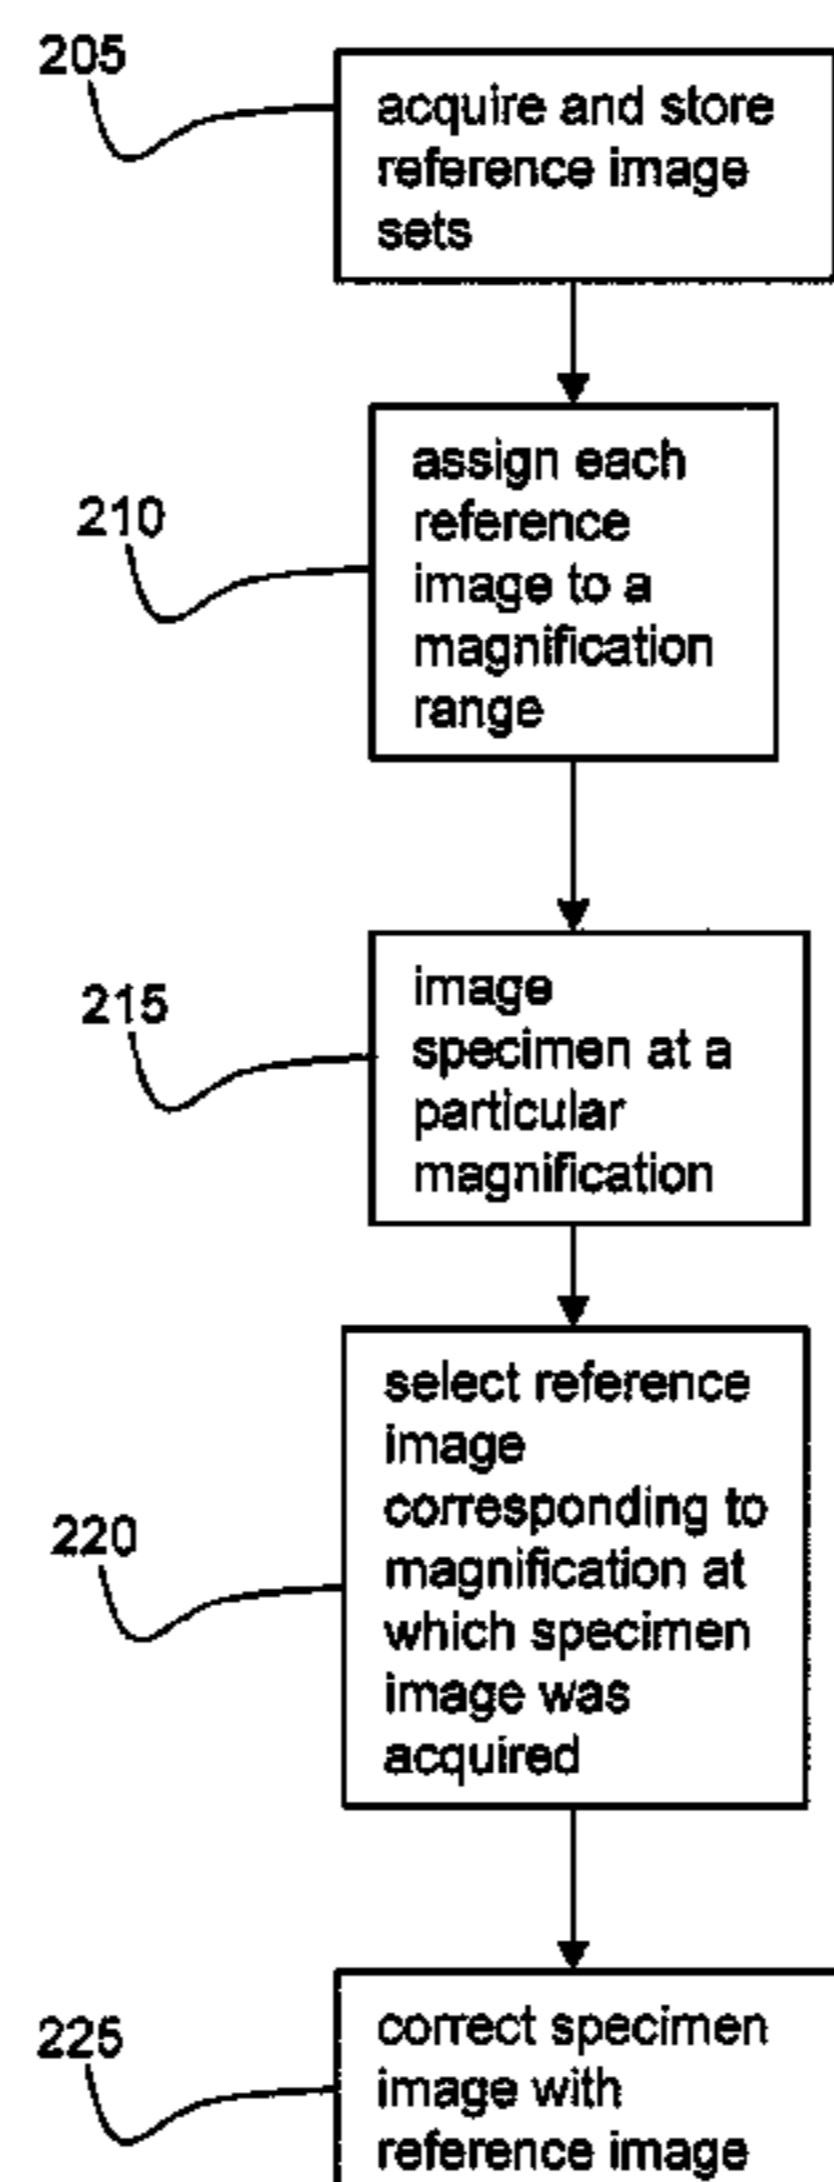 205
acquire and store
reference image
sets
210
assign each
reference
image to a
magnification
range
215
image
specimen at a
particular
magnification
220
select reference
image
corresponding to
magnification at
which specimen
image was
acquired
225
correct specimen
image with
reference image